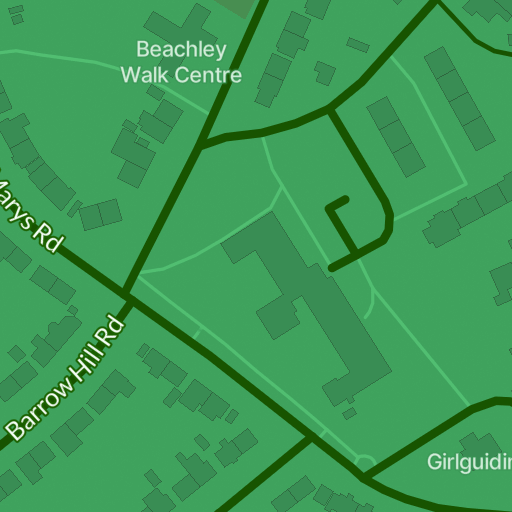 Beachley
Walk Centre
Marys Rd
Barrow Hill Rd
Girlguidin